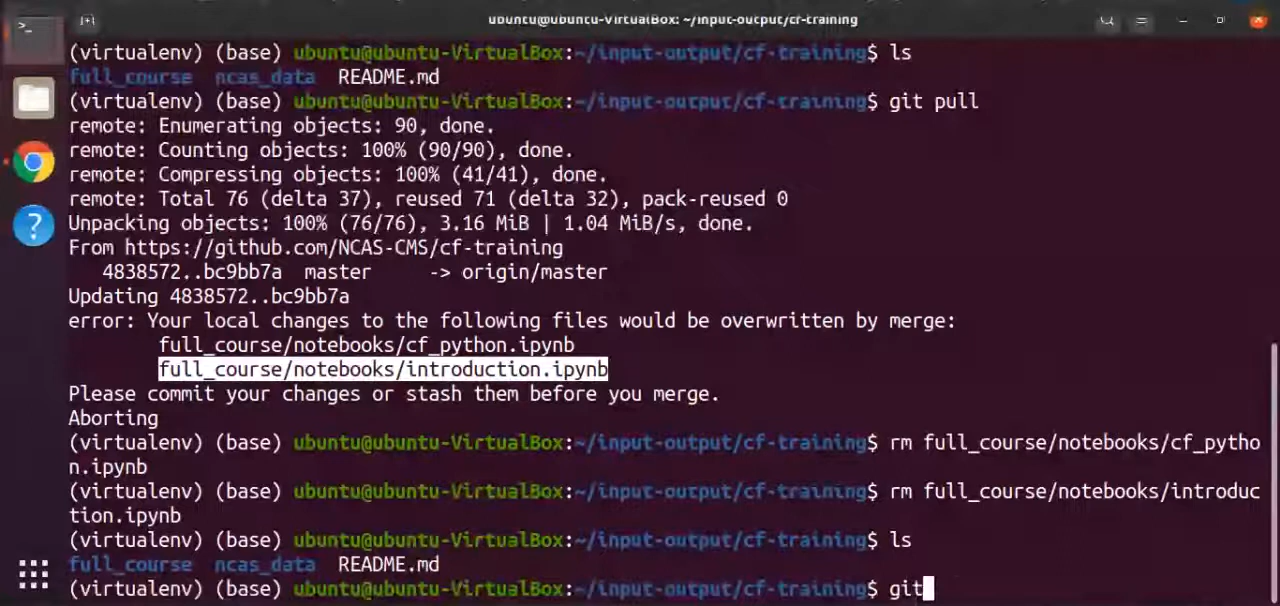 ubuntu@ubuntu-VirtualBox: ~/input-output/cf-training
(virtualenv) (base) ubuntu@ubuntu-VirtualBox:~/input-output/cf-training$ ls
full_course ncas_data README.md
(virtualenv) (base) ubuntu@ubuntu-VirtualBox:~/input-output/cf-training$ git pull
remote: Enumerating objects: 90, done.
remote: Counting objects: 100% (90/90), done.
remote: Compressing objects: 100% (41/41), done.
remote: Total 76 (delta 37), reused 71 (delta 32), pack-reused 0
Unpacking objects: 100% (76/76), 3.16 MiB | 1.04 MiB/s, done.
From https://github.com/NCAS-CMS/cf-training
4838572..bc9bb7a master -> origin/master
Updating 4838572..bc9bb7a
error: Your local changes to the following files would be overwritten by merge:
full_course/notebooks/cf_python.ipynb
full_course/notebooks/introduction.ipynb
Please commit your changes or stash them before you merge.
Aborting
(virtualenv) (base) ubuntu@ubuntu-VirtualBox:~/input-output/cf-training$ rm full_course/notebooks/cf_pytho
n.ipynb
(virtualenv) (base) ubuntu@ubuntu-VirtualBox:~/input-output/cf-training$ rm full_course/notebooks/introduc
tion.ipynb
(virtualenv) (base) ubuntu@ubuntu-VirtualBox:~/input-output/cf-training$ ls
full_course ncas_data README.md
(virtualenv) (base) ubuntu@ubuntu-VirtualBox:~/input-output/cf-training$ git